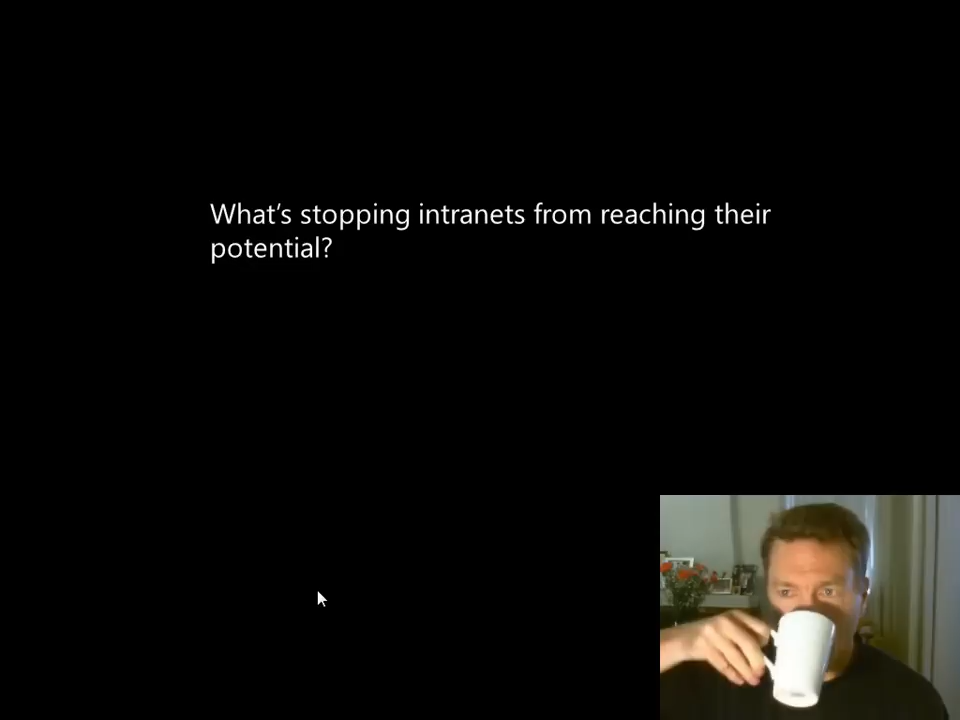 What’s stopping intranets from reaching their
potential?